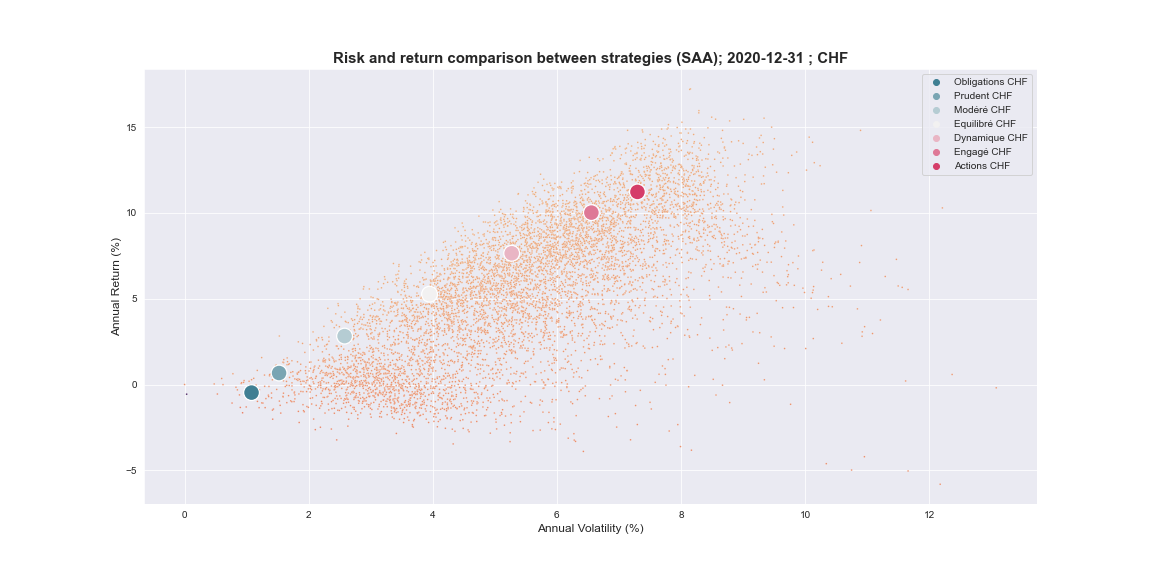 Risk and return comparison between strategies (SAA); 2020-12-31 ; CHF
Obligations CHF
Prudent CHF
Modéré CHF
Equilibré CHF
Dynamique CHF
Engagé CHF
Actions CHF
Annual Return (%)
15
10
5
0
−5
0 2 4 6 8 10 12
Annual Volatility (%)